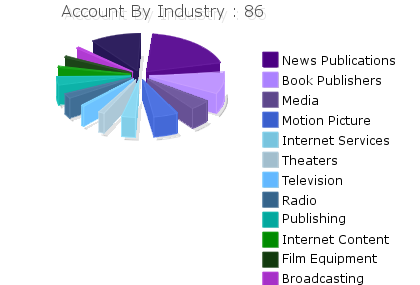 Account By Industry : 86
News Publications
Book Publishers
Media
Motion Picture
Internet Services
Theaters
Television
Radio
Publishing
Internet Content
Film Equipment
Broadcasting